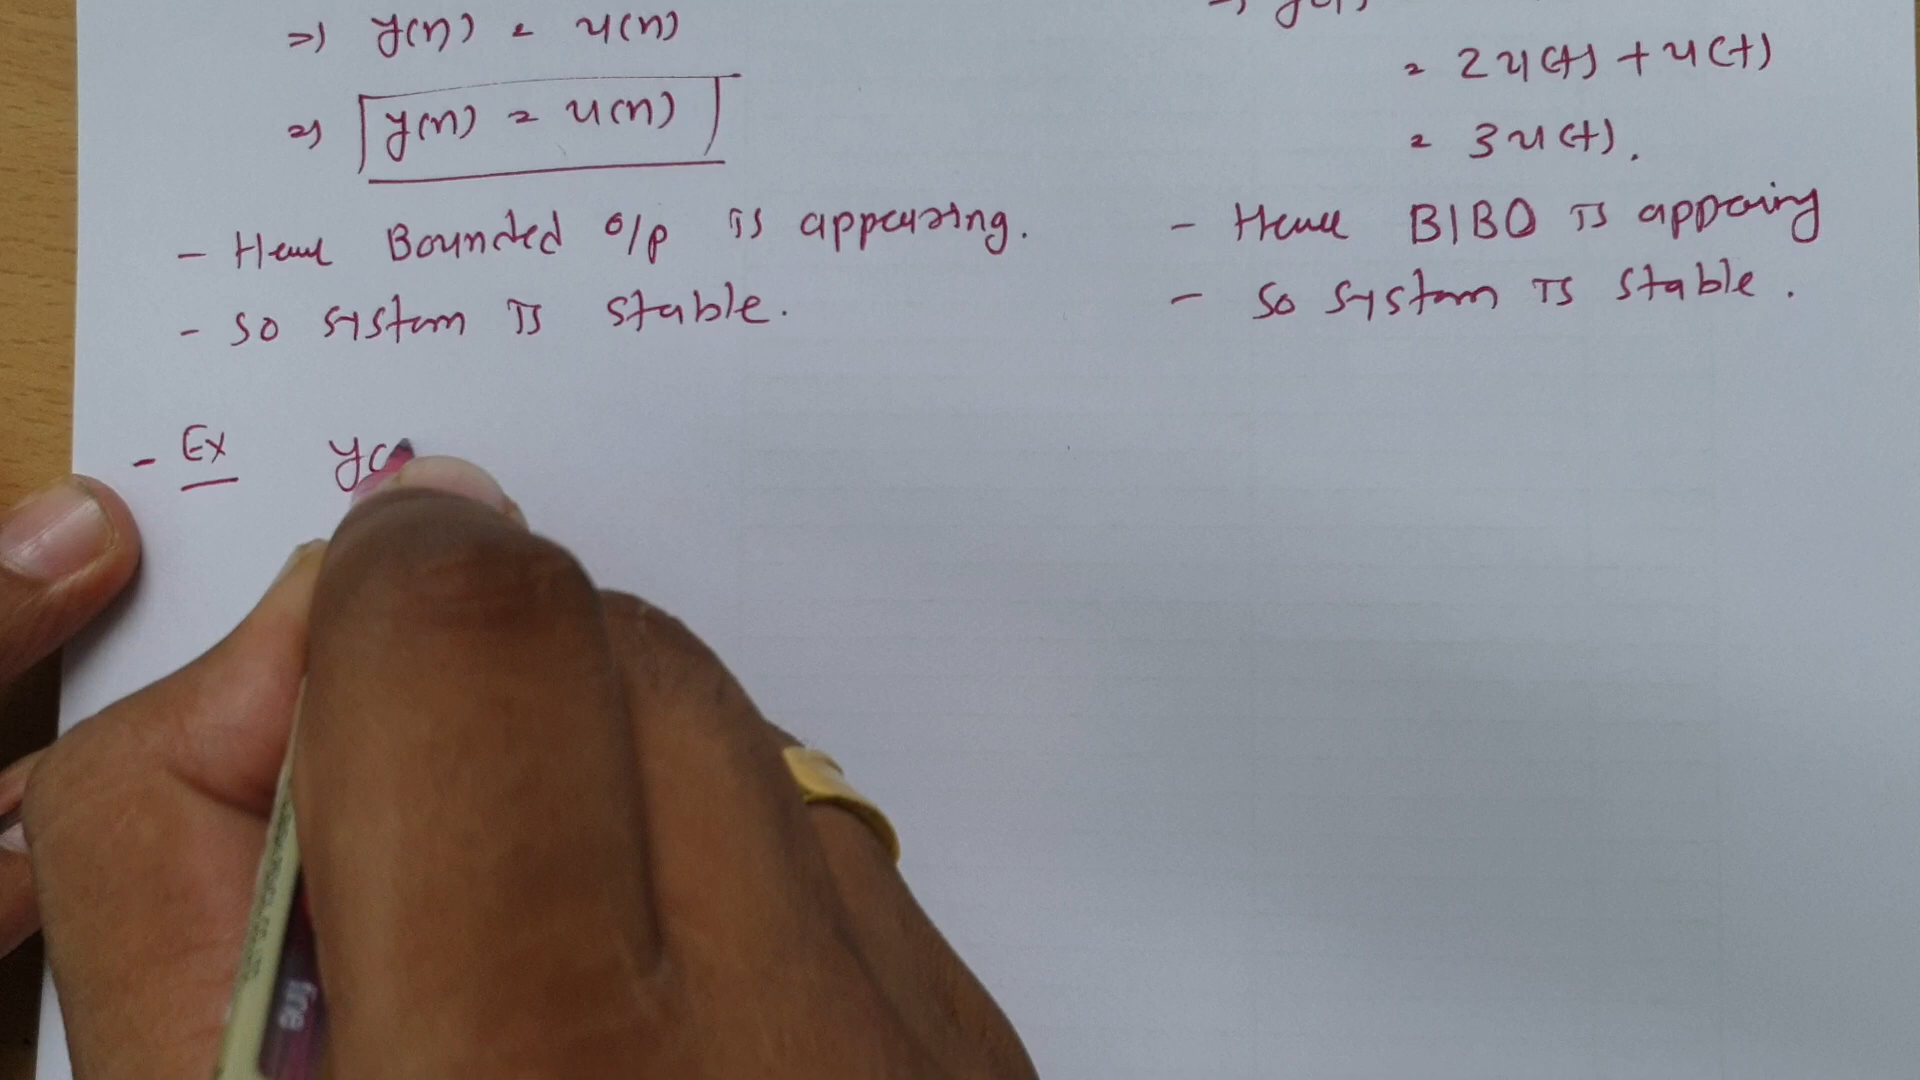 ⇒ y(n) = u(n)
⇒ y(n) = u(n)
- Hence Bounded o/p is appearing.
- So system is stable.
- Ex y(
= 2u(t) + u(t)
= 3u(t).
- Hence BIBO is appearing
- So system is stable.
fine